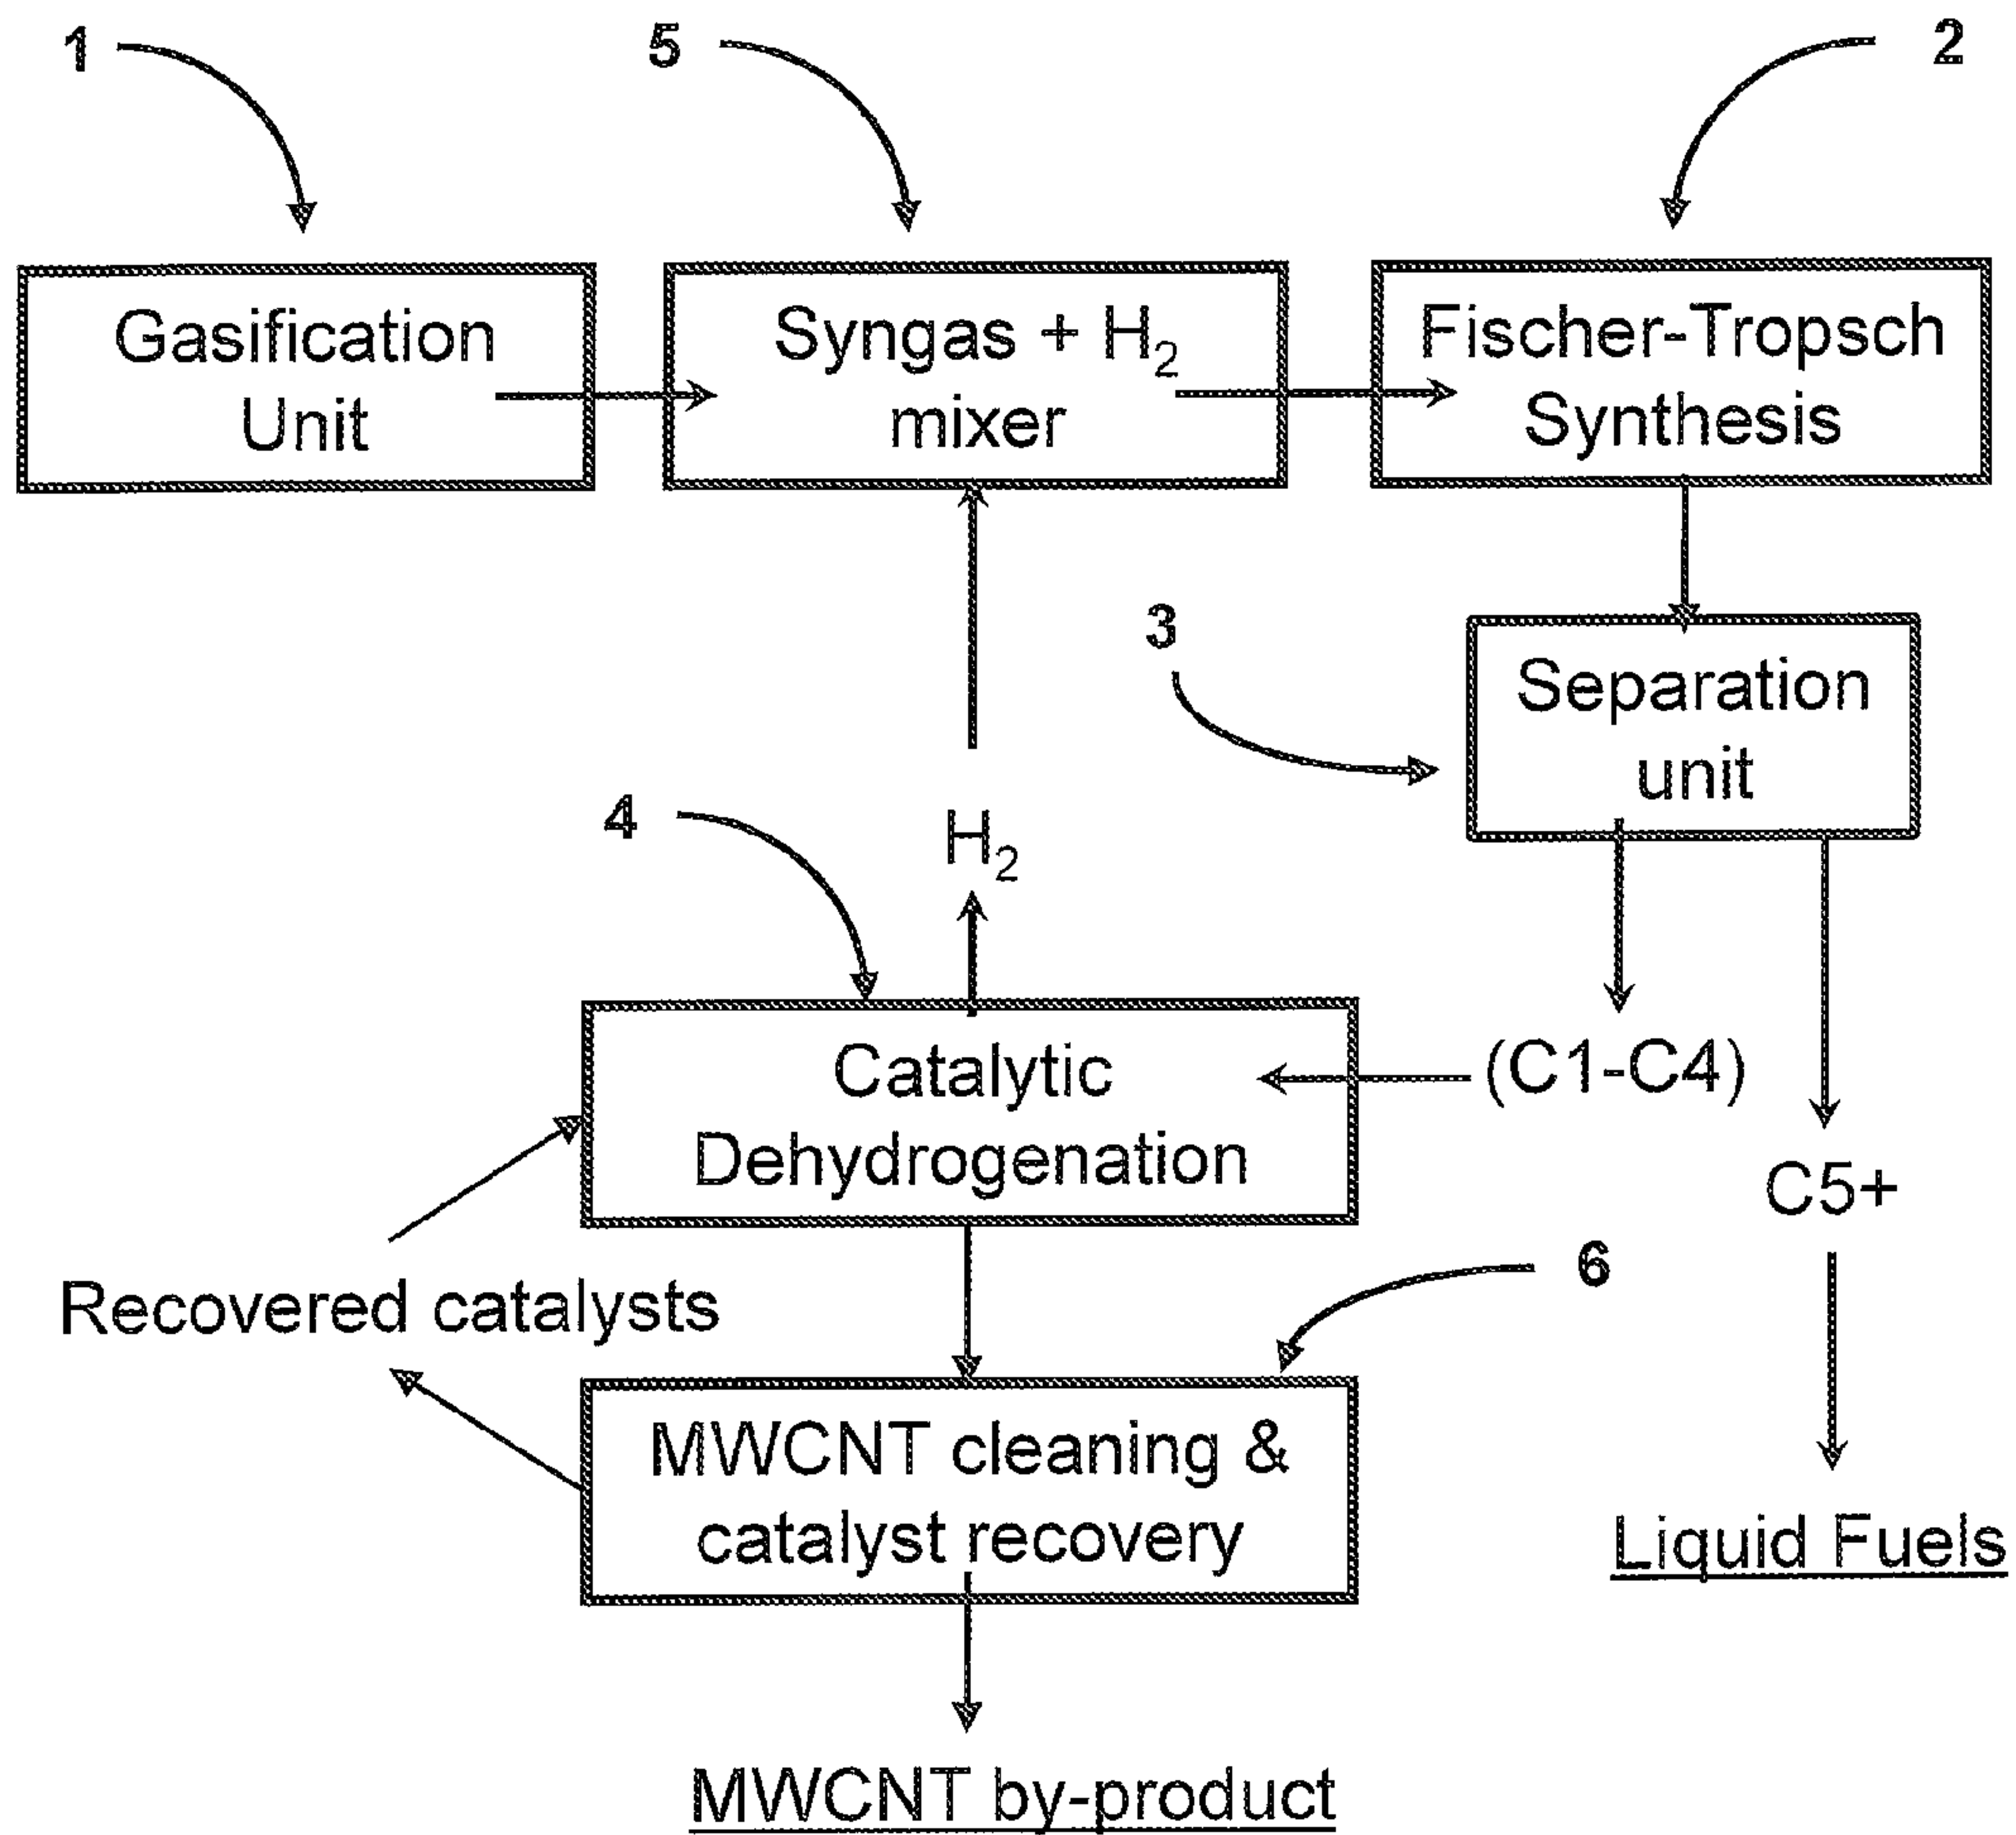 1
5
2
Gasification
Unit
Syngas + H₂
mixer
Fischer-Tropsch
Synthesis
3
Separation
unit
4
H₂
Catalytic
Dehydrogenation
(C1-C4)
C5+
6
Recovered catalysts
MWCNT cleaning &
catalyst recovery
Liquid Fuels
MWCNT by-product